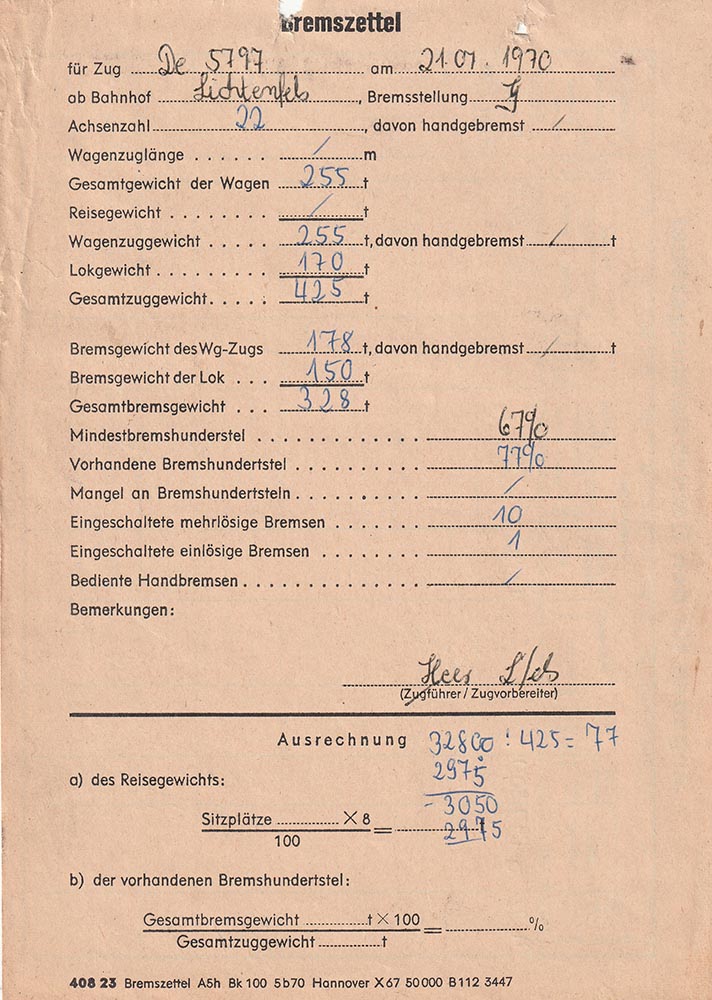 Bremszettel
für Zug De 5797 am 21.01.1970
ab Bahnhof Lichtenfels, Bremsstellung
Achsenzahl 22, davon handgebremst /
Wagenzuglänge . . . . . . / m
Gesamtgewicht der Wagen 255 t
Reisegewicht . . . . . . . . / t
Wagenzuggewicht . . . . . 255 t, davon handgebremst / t
Lokgewicht . . . . . . . . . 170 t
Gesamtzuggewicht . . . . . 425 t
Bremsgewicht des Wg-Zugs 178 t, davon handgebremst / t
Bremsgewicht der Lok . . . 150 t
Gesamtbremsgewicht . . . 328 t
Mindestbremshunderstel . . . . . . . . . . . . 67%
Vorhandene Bremshundertstel . . . . . . . . . 77%
Mangel an Bremshundertsteln . . . . . . . . . /
Eingeschaltete mehrlösige Bremsen . . . . . . 10
Eingeschaltete einlösige Bremsen . . . . . . . 1
Bediente Handbremsen . . . . . . . . . . . . . /
Bemerkungen:
Heer L/els
(Zugführer / Zugvorbereiter)
Ausrechnung 32800 : 425 = 77
a) des Reisegewichts: 2975
- 3050
Sitzplätze .......... × 8 = 2975
100
b) der vorhandenen Bremshundertstel:
Gesamtbremsgewicht .......... t × 100 = .......... %
Gesamtzuggewicht .......... t
408 23 Bremszettel A5h Bk 100 5b70 Hannover X67 50000 B112 3447